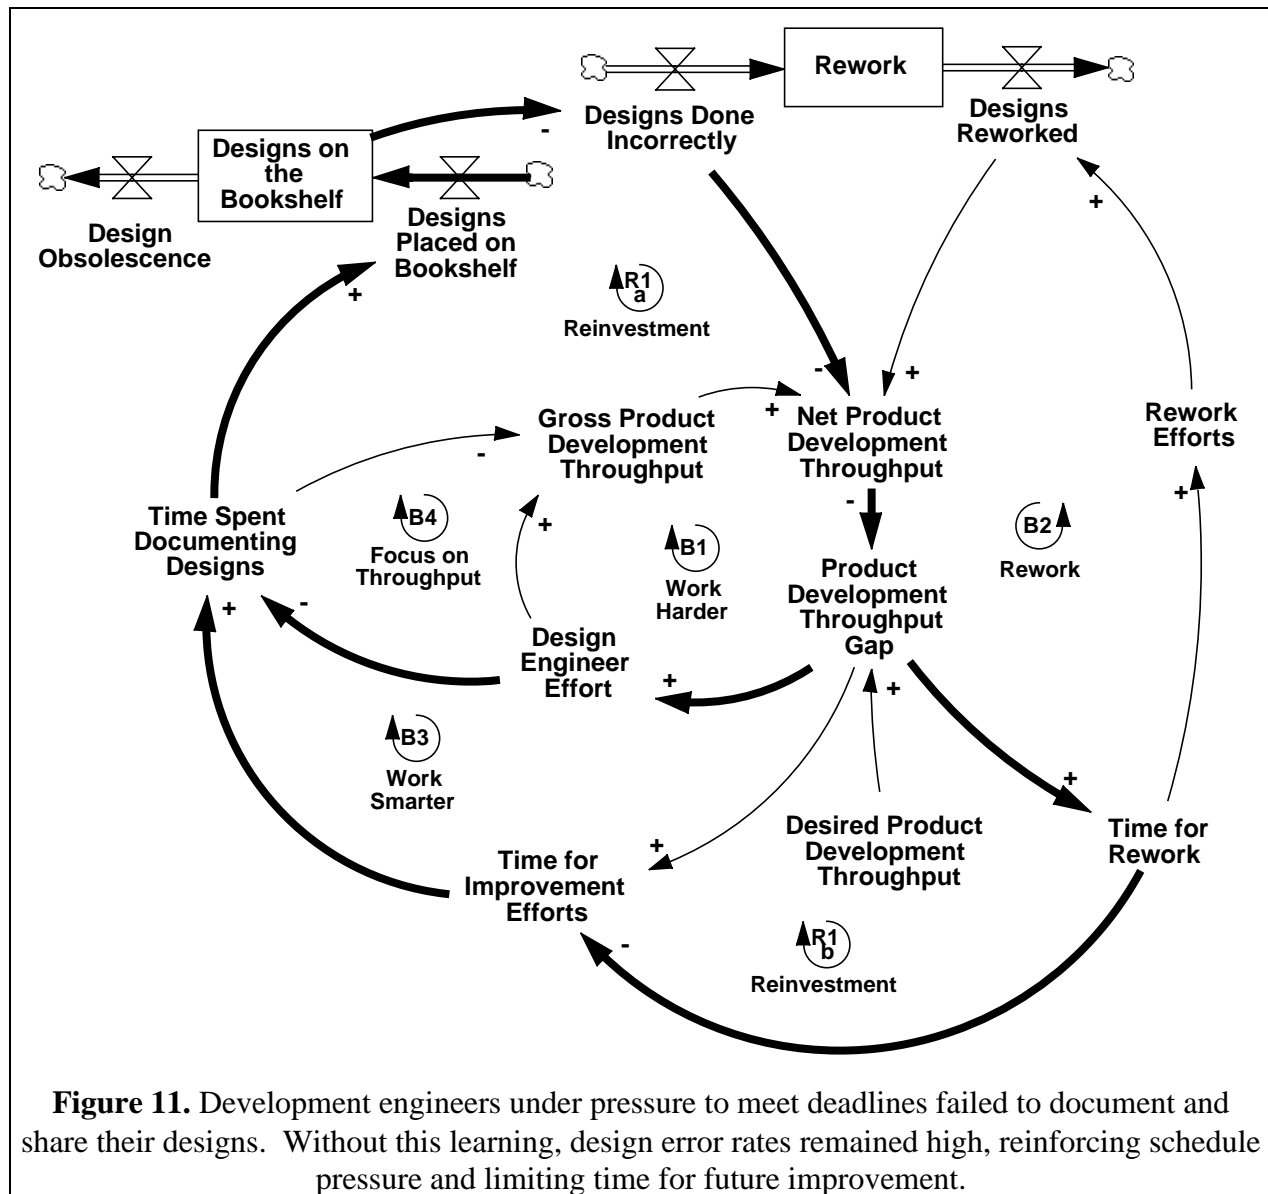 Rework
Designs Done
Incorrectly
Designs
Reworked
-
Designs on
the
Bookshelf
Design
Obsolescence
Designs
Placed on
Bookshelf
+
+
R1
a
Reinvestment
-
+
Gross Product
Development
Throughput
+
Net Product
Development
Throughput
Rework
Efforts
-
-
+
Time Spent
Documenting
Designs
B4
Focus on
Throughput
+
B1
Work
Harder
B2
Rework
Product
Development
Throughput
Gap
+
-
Design
Engineer
Effort
+
+
B3
Work
Smarter
+
Desired Product
Development
Throughput
Time for
Rework
+
Time for
Improvement
Efforts
-
R1
b
Reinvestment
Figure 11. Development engineers under pressure to meet deadlines failed to document and
share their designs. Without this learning, design error rates remained high, reinforcing schedule
pressure and limiting time for future improvement.